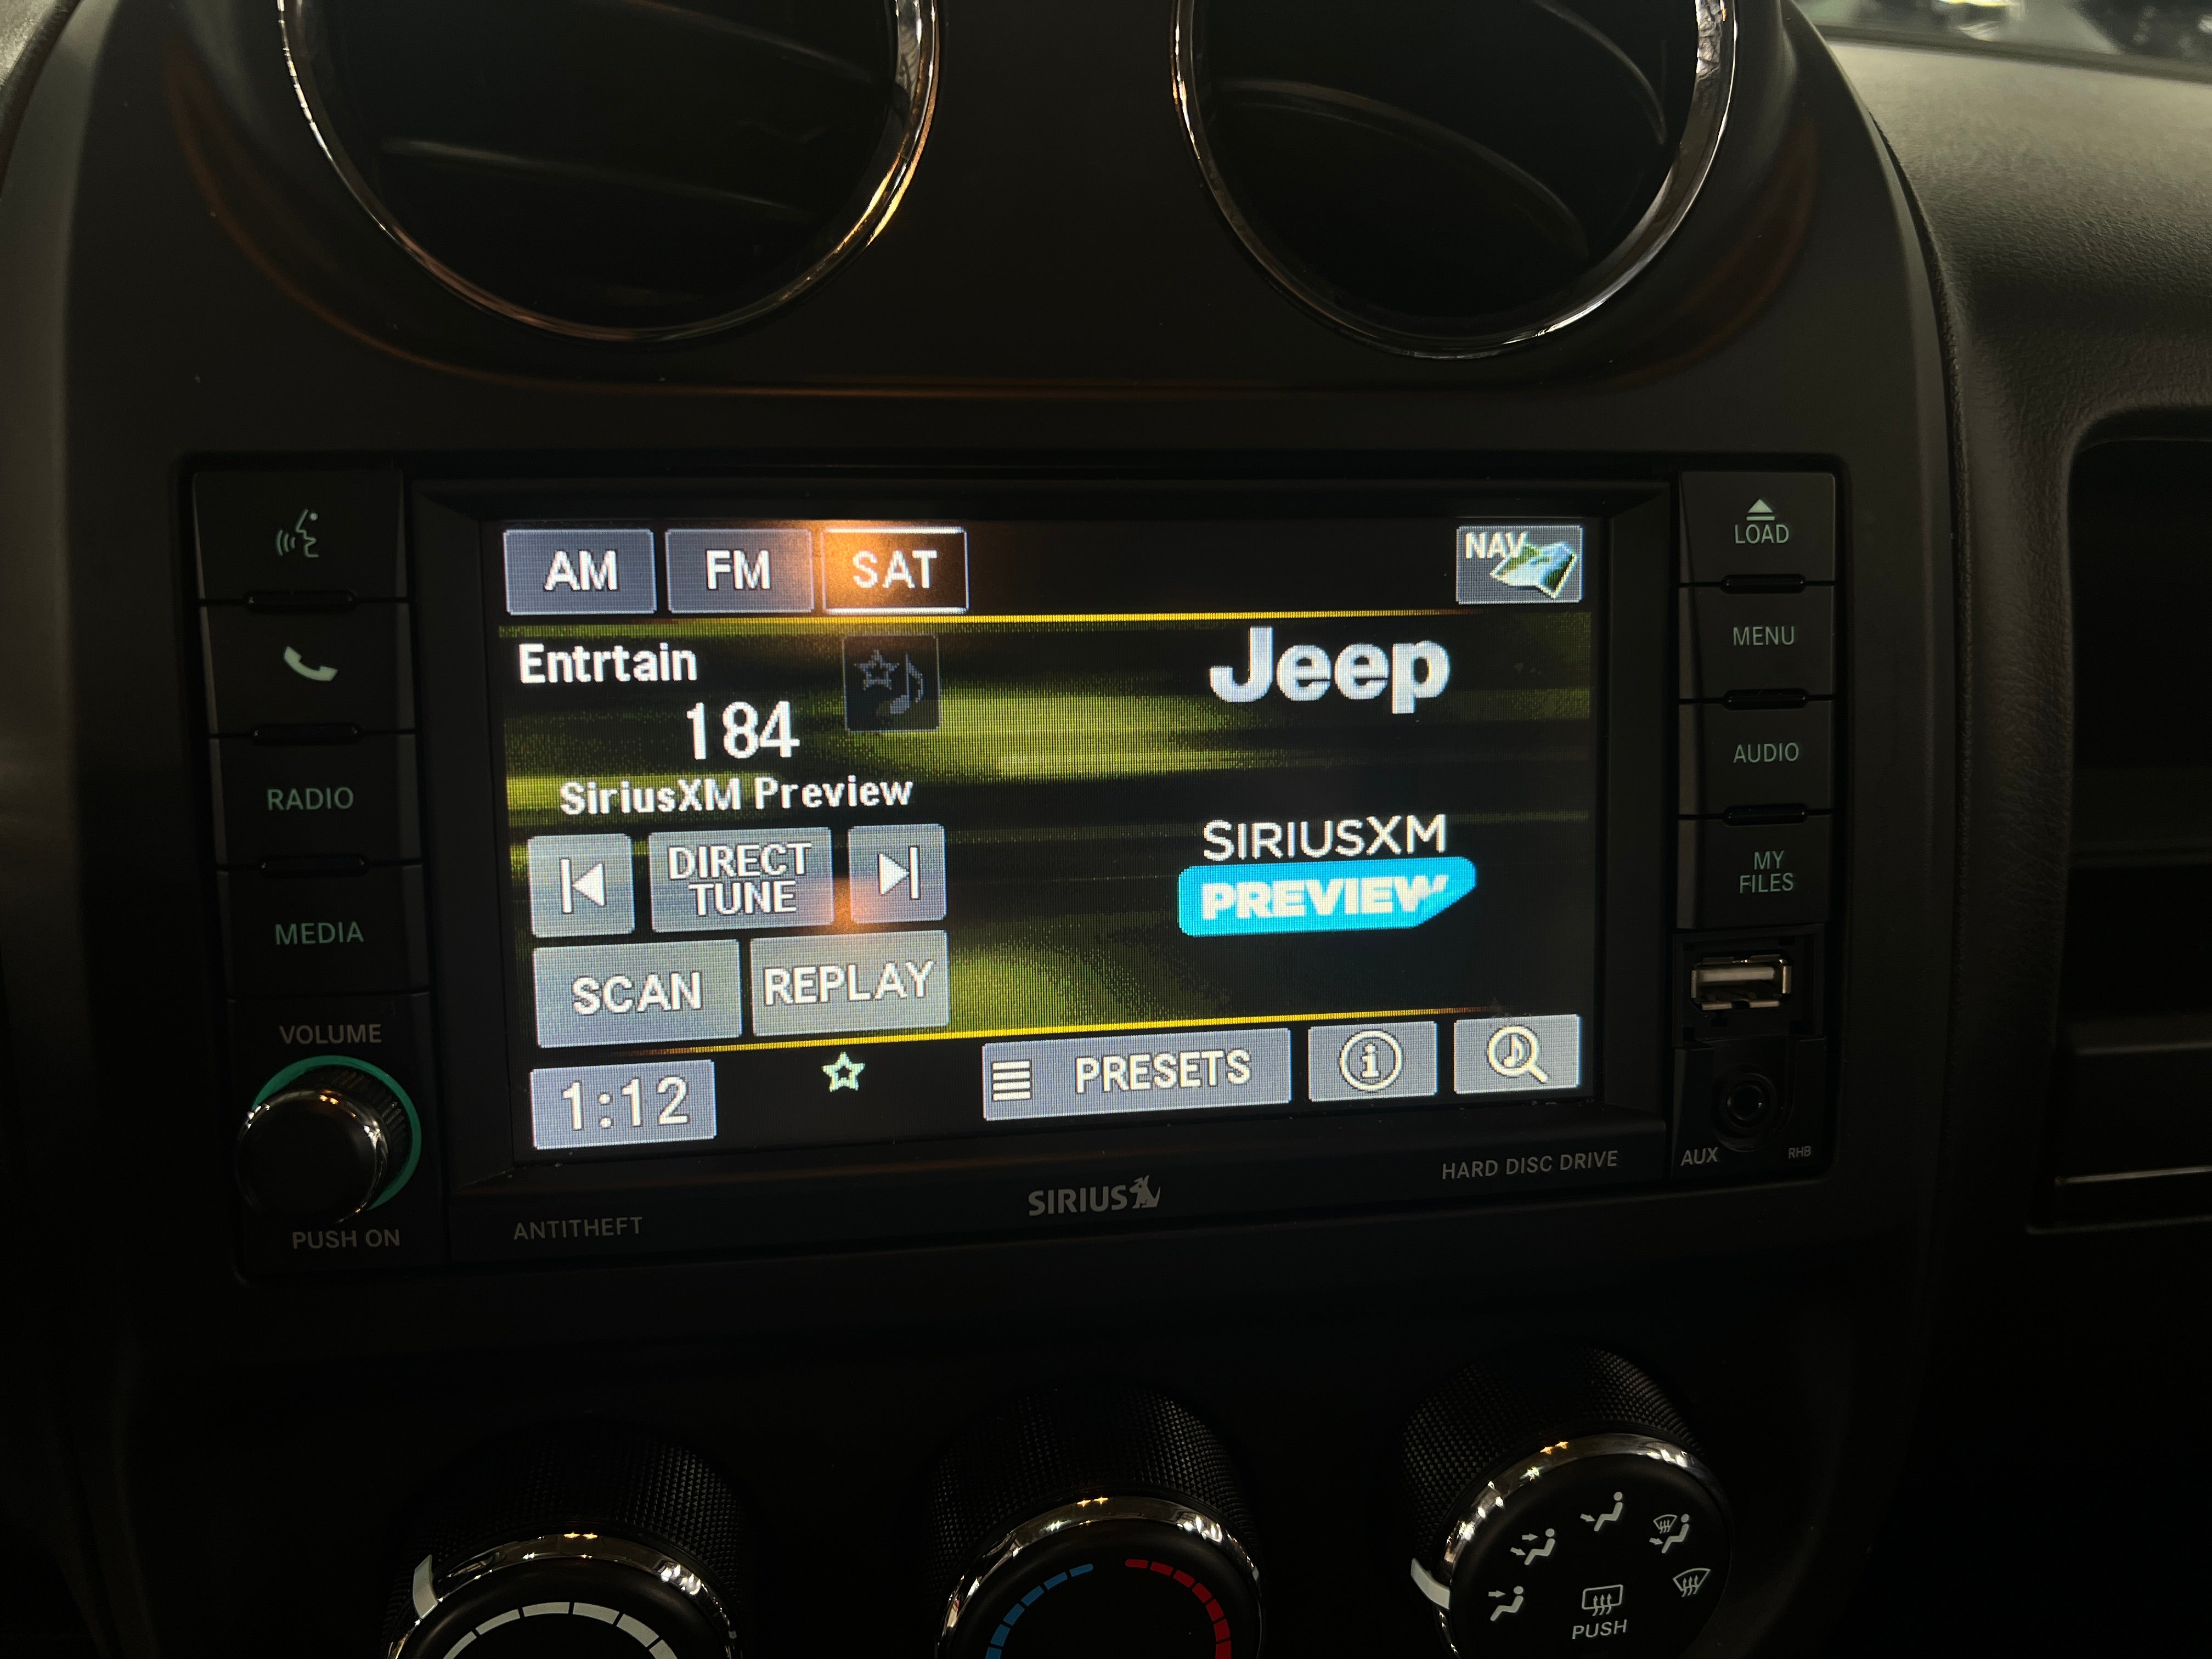 AM FM SAT NAV
LOAD
Entrtain
Jeep
MENU
184
AUDIO
SiriusXM Preview
RADIO
SIRIUSXM
PREVIEW
DIRECT
TUNE
MY
FILES
MEDIA
SCAN REPLAY
VOLUME
1:12 PRESETS
AUX RHB
HARD DISC DRIVE
SIRIUS
ANTITHEFT
PUSH ON
PUSH